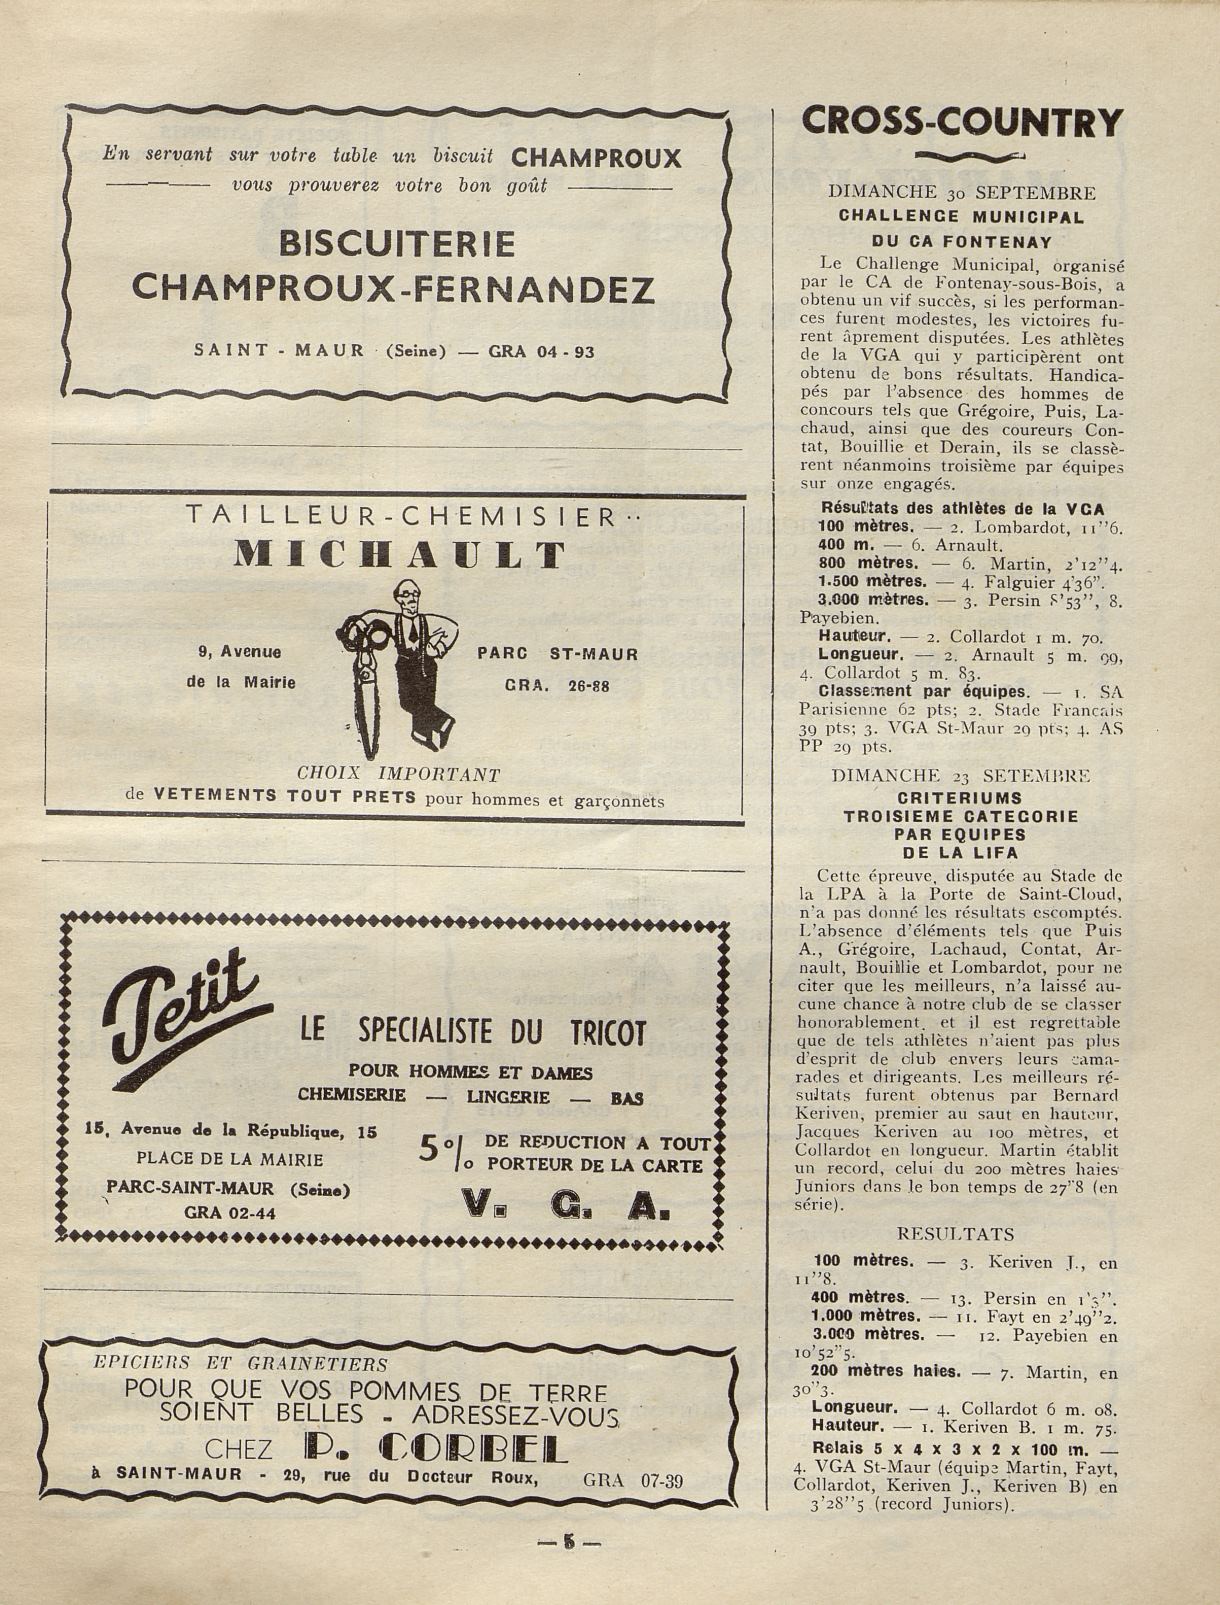 En servant sur votre table un biscuit CHAMPROUX
vous prouverez votre bon goût
BISCUITERIE
CHAMPROUX-FERNANDEZ
SAINT - MAUR (Seine) — GRA 04 - 93
TAILLEUR-CHEMISIER
MICHAULT
9, Avenue
de la Mairie
PARC ST-MAUR
GRA. 26-88
CHOIX IMPORTANT
de VETEMENTS TOUT PRETS pour hommes et garçonnets
Petit
LE SPECIALISTE DU TRICOT
POUR HOMMES ET DAMES
CHEMISERIE — LINGERIE — BAS
15, Avenue de la République, 15
PLACE DE LA MAIRIE
PARC-SAINT-MAUR (Seine)
GRA 02-44
5 % DE REDUCTION A TOUT
PORTEUR DE LA CARTE
V. G. A.
EPICIERS ET GRAINETIERS
POUR QUE VOS POMMES DE TERRE
SOIENT BELLES - ADRESSEZ-VOUS
CHEZ P. CORBEL
à SAINT-MAUR - 29, rue du Docteur Roux, GRA 07-39
CROSS-COUNTRY
DIMANCHE 30 SEPTEMBRE
CHALLENGE MUNICIPAL
DU CA FONTENAY
Le Challenge Municipal, organisé
par le CA de Fontenay-sous-Bois, a
obtenu un vif succès, si les performan-
ces furent modestes, les victoires fu-
rent âprement disputées. Les athlètes
de la VGA qui y participèrent ont
obtenu de bons résultats. Handica-
pés par l'absence des hommes de
concours tels que Grégoire, Puis, La-
chaud, ainsi que des coureurs Con-
tat, Bouillie et Derain, ils se classè-
rent néanmoins troisième par équipes
sur onze engagés.
Résultats des athlètes de la VGA
100 mètres. — 2. Lombardot, 11''6.
400 m. — 6. Arnault.
800 mètres. — 6. Martin, 2'12''4.
1.500 mètres. — 4. Falguier 4'36''.
3.000 mètres. — 3. Persin 8'53'', 8.
Payebien.
Hauteur. — 2. Collardot 1 m. 70.
Longueur. — 2. Arnault 5 m. 99,
4. Collardot 5 m. 83.
Classement par équipes. — 1. SA
Parisienne 62 pts; 2. Stade Français
39 pts; 3. VGA St-Maur 29 pts; 4. AS
PP 29 pts.
DIMANCHE 23 SETEMBRE
CRITERIUMS
TROISIEME CATEGORIE
PAR EQUIPES
DE LA LIFA
Cette épreuve, disputée au Stade de
la LPA à la Porte de Saint-Cloud,
n'a pas donné les résultats escomptés.
L'absence d'éléments tels que Puis
A., Grégoire, Lachaud, Contat, Ar-
nault, Bouillie et Lombardot, pour ne
citer que les meilleurs, n'a laissé au-
cune chance à notre club de se classer
honorablement, et il est regrettable
que de tels athlètes n'aient pas plus
d'esprit de club envers leurs cama-
rades et dirigeants. Les meilleurs ré-
sultats furent obtenus par Bernard
Keriven, premier au saut en hauteur,
Jacques Keriven au 100 mètres, et
Collardot en longueur. Martin établit
un record, celui du 200 mètres haies
Juniors dans le bon temps de 27''8 (en
série).
RESULTATS
100 mètres. — 3. Keriven J., en
11''8.
400 mètres. — 13. Persin en 1'3''.
1.000 mètres. — 11. Fayt en 2'49''2.
3.000 mètres. — 12. Payebien en
10'52''5.
200 mètres haies. — 7. Martin, en
30''3.
Longueur. — 4. Collardot 6 m. 08.
Hauteur. — 1. Keriven B. 1 m. 75.
Relais 5 x 4 x 3 x 2 x 100 m. —
4. VGA St-Maur (équipe Martin, Fayt,
Collardot, Keriven J., Keriven B) en
3'28''5 (record Juniors).
— 5 —